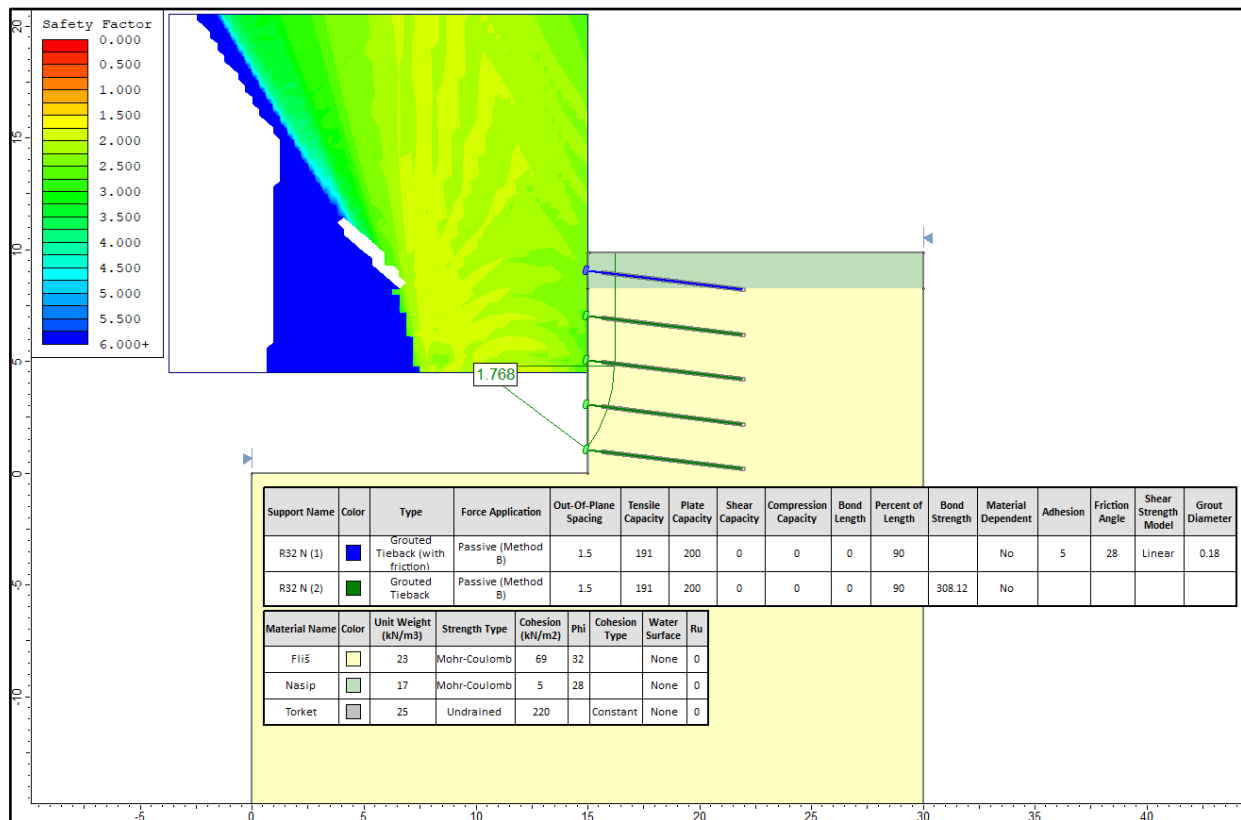 Safety Factor
0.000
0.500
1.000
1.500
2.000
2.500
3.000
3.500
4.000
4.500
5.000
5.500
6.000+
20
15
10
5
0
-5
-10
1.768
Support Name Color Type Force Application Out-Of-Plane Spacing Tensile Capacity Plate Capacity Shear Capacity Compression Capacity Bond Length Percent of Length Bond Strength Material Dependent Adhesion Friction Angle Shear Strength Model Grout Diameter
R32 N (1) Grouted Tieback (with friction) Passive (Method B) 1.5 191 200 0 0 0 90 No 5 28 Linear 0.18
R32 N (2) Grouted Tieback Passive (Method B) 1.5 191 200 0 0 0 90 308.12 No
Material Name Color Unit Weight (kN/m3) Strength Type Cohesion (kN/m2) Phi Cohesion Type Water Surface Ru
Fliš 23 Mohr-Coulomb 69 32 None 0
Nasip 17 Mohr-Coulomb 5 28 None 0
Torket 25 Undrained 220 Constant None 0
-5 0 5 10 15 20 25 30 35 40